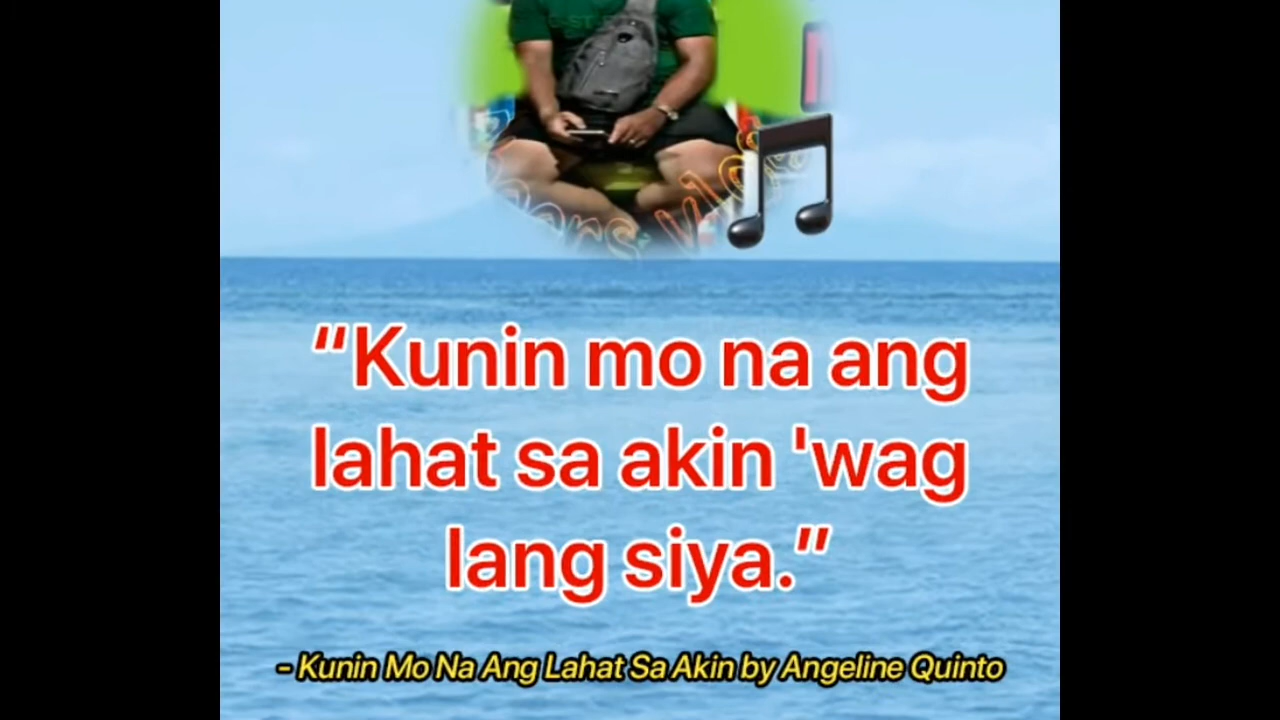 “Kunin mo na ang
lahat sa akin 'wag
lang siya.”
- Kunin Mo Na Ang Lahat Sa Akin by Angeline Quinto